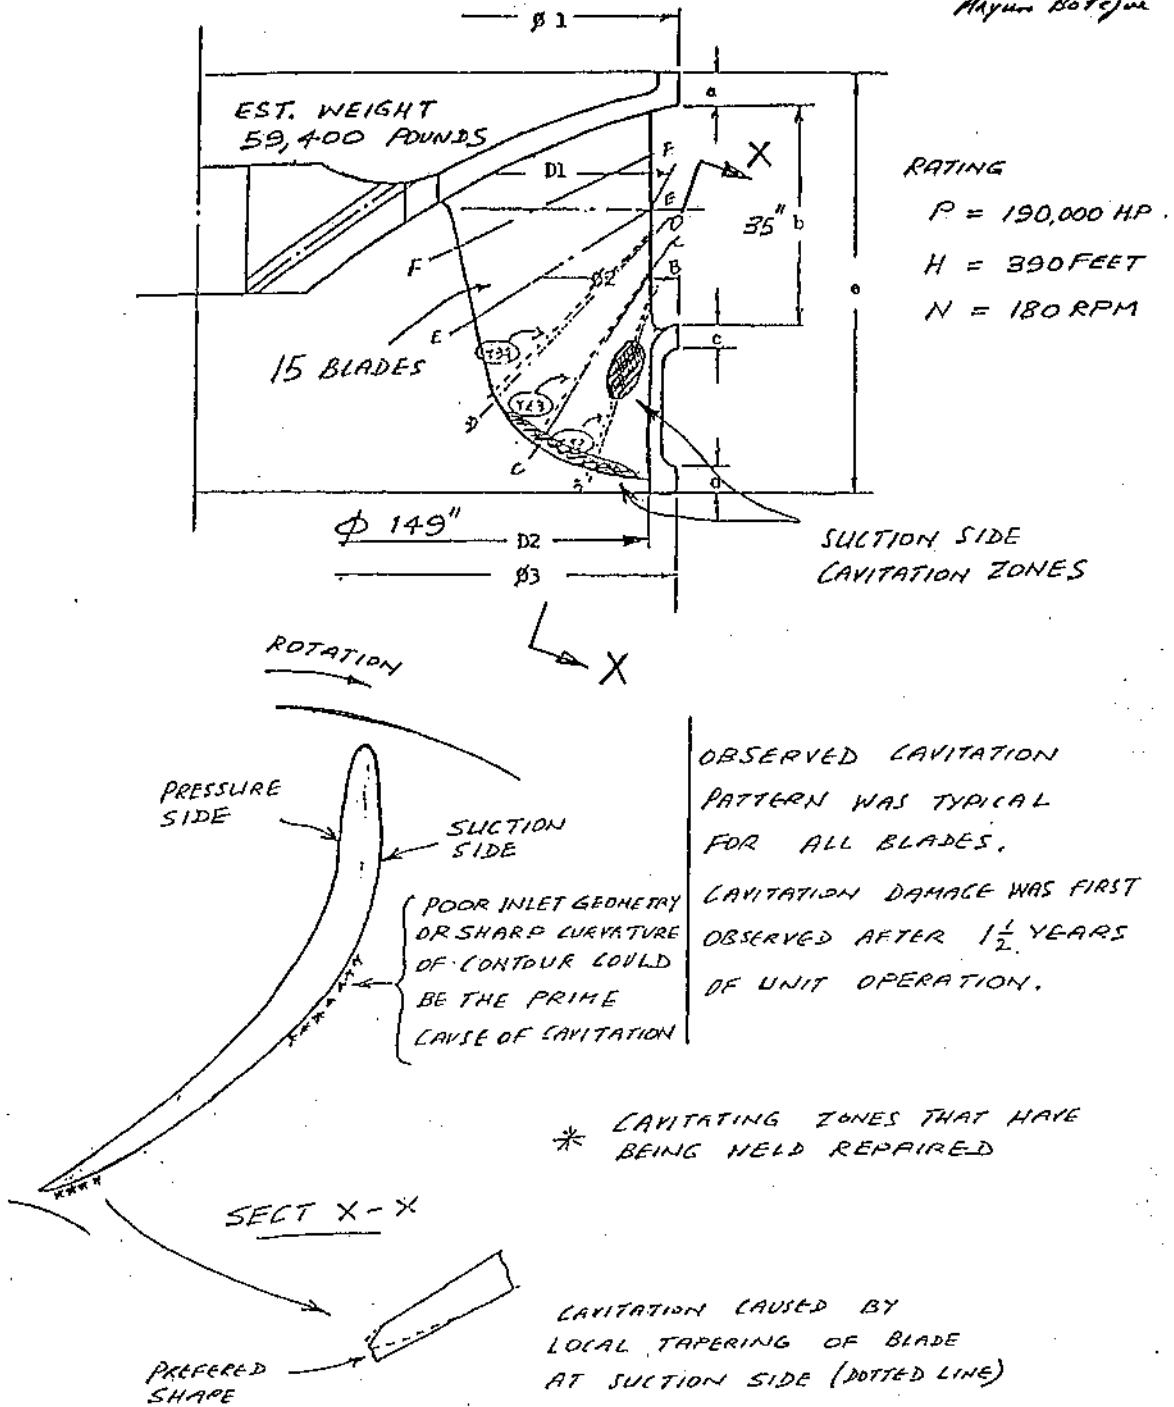 Ø 1
EST. WEIGHT
59,400 POUNDS
a
D1
F
X
E
D
C
B
35" b
e
RATING
P = 190,000 HP.
H = 390 FEET
N = 180 RPM
F
Ø2
E
c
15 BLADES
D
C
d
Φ 149"
D2
Ø3
SUCTION SIDE
CAVITATION ZONES
X
ROTATION
PRESSURE
SIDE
SUCTION
SIDE
POOR INLET GEOMETRY
OR SHARP CURVATURE
OF CONTOUR COULD
BE THE PRIME
CAUSE OF CAVITATION
OBSERVED CAVITATION
PATTERN WAS TYPICAL
FOR ALL BLADES.
CAVITATION DAMAGE WAS FIRST
OBSERVED AFTER 1 1/2 YEARS
OF UNIT OPERATION.
* CAVITATING ZONES THAT HAVE
BEING WELD REPAIRED
SECT X-X
PREFERED
SHAPE
CAVITATION CAUSED BY
LOCAL TAPERING OF BLADE
AT SUCTION SIDE (DOTTED LINE)